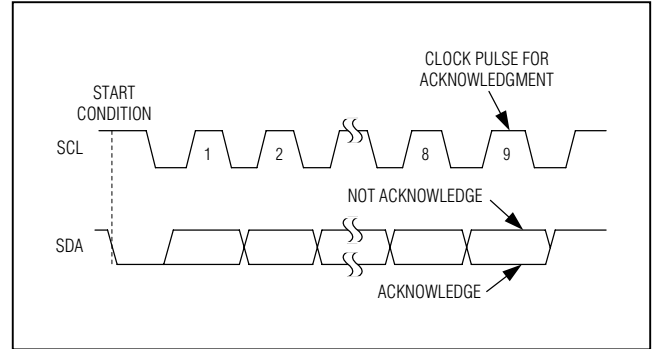 CLOCK PULSE FOR
ACKNOWLEDGMENT
START
CONDITION
SCL
1
2
8
9
NOT ACKNOWLEDGE
SDA
ACKNOWLEDGE